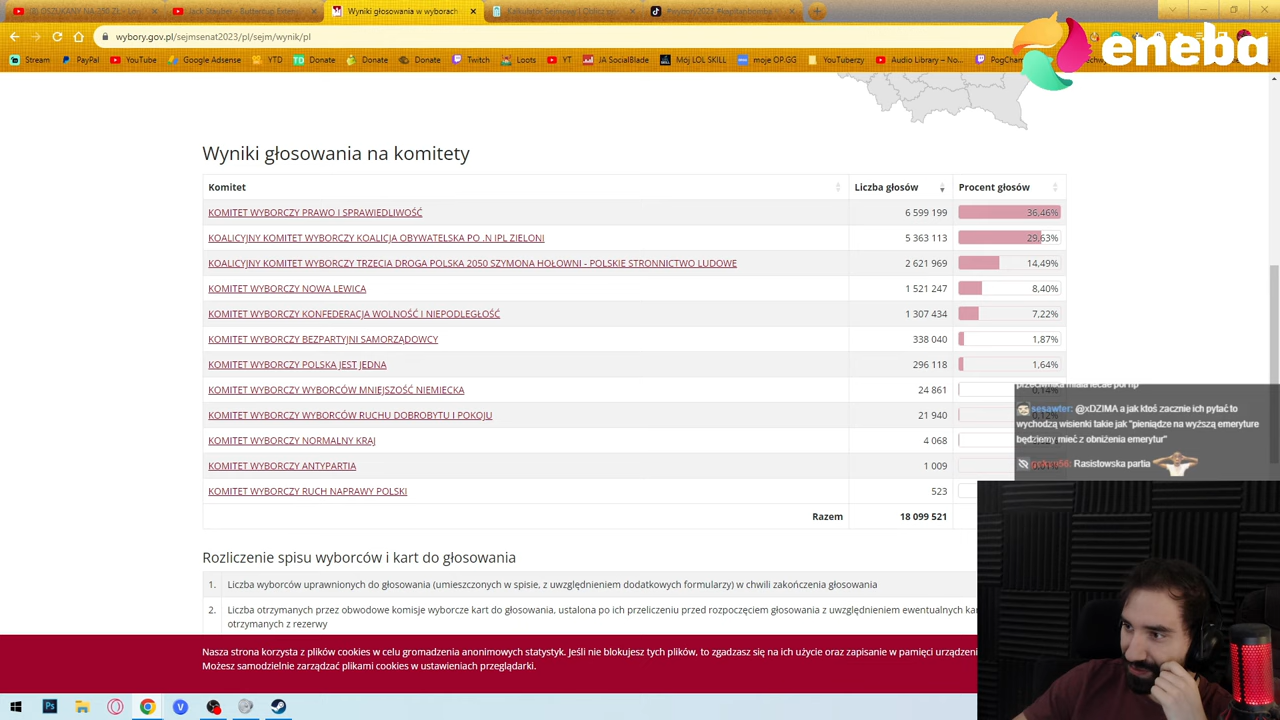 (3) OSZUKANY NA 250 ZŁ
Jack Stauber - Buttercup
Wyniki głosowania w wyborach
Kalkulator Sejmowy
wybory.gov.pl/sejmsenat2023/pl/sejm/wynik/pl
eneba
Stream
PayPal
YouTube
Google Adsense
YTD
Donate
Donate
Donate
Twitch
Loots
YT
JA SocialBlade
Mój LOL SKILL
moje OP.GG
YouTuberzy
Audio Library – No...
Wyniki głosowania na komitety
Komitet Liczba głosów Procent głosów
KOMITET WYBORCZY PRAWO I SPRAWIEDLIWOŚĆ 6 599 199 36,46%
KOALICYJNY KOMITET WYBORCZY KOALICJA OBYWATELSKA PO .N IPL ZIELONI 5 363 113 29,63%
KOALICYJNY KOMITET WYBORCZY TRZECIA DROGA POLSKA 2050 SZYMONA HOŁOWNI - POLSKIE STRONNICTWO LUDOWE 2 621 969 14,49%
KOMITET WYBORCZY NOWA LEWICA 1 521 247 8,40%
KOMITET WYBORCZY KONFEDERACJA WOLNOŚĆ I NIEPODLEGŁOŚĆ 1 307 434 7,22%
KOMITET WYBORCZY BEZPARTYJNI SAMORZĄDOWCY 338 040 1,87%
KOMITET WYBORCZY POLSKA JEST JEDNA 296 118 1,64%
KOMITET WYBORCZY WYBORCÓW MNIEJSZOŚĆ NIEMIECKA 24 861
KOMITET WYBORCZY WYBORCÓW RUCHU DOBROBYTU I POKOJU 21 940
KOMITET WYBORCZY NORMALNY KRAJ 4 068
KOMITET WYBORCZY ANTYPARTIA 1 009
KOMITET WYBORCZY RUCH NAPRAWY POLSKI 523
Razem 18 099 521
sesawter: @xDZIMA a jak ktoś zacznie ich pytać to
wychodzą wisienki takie jak "pieniądze na wyższą emeryture
będziemy mieć z obniżenia emerytur"
Rasistowska partia
Rozliczenie spisu wyborców i kart do głosowania
1. Liczba wyborców uprawnionych do głosowania (umieszczonych w spisie, z uwzględnieniem dodatkowych formularzy) w chwili zakończenia głosowania
2. Liczba otrzymanych przez obwodowe komisje wyborcze kart do głosowania, ustalona po ich przeliczeniu przed rozpoczęciem głosowania z uwzględnieniem ewentualnych
otrzymanych z rezerwy
Nasza strona korzysta z plików cookies w celu gromadzenia anonimowych statystyk. Jeśli nie blokujesz tych plików, to zgadzasz się na ich użycie oraz zapisanie w pamięci urządzeni
Możesz samodzielnie zarządzać plikami cookies w ustawieniach przeglądarki.